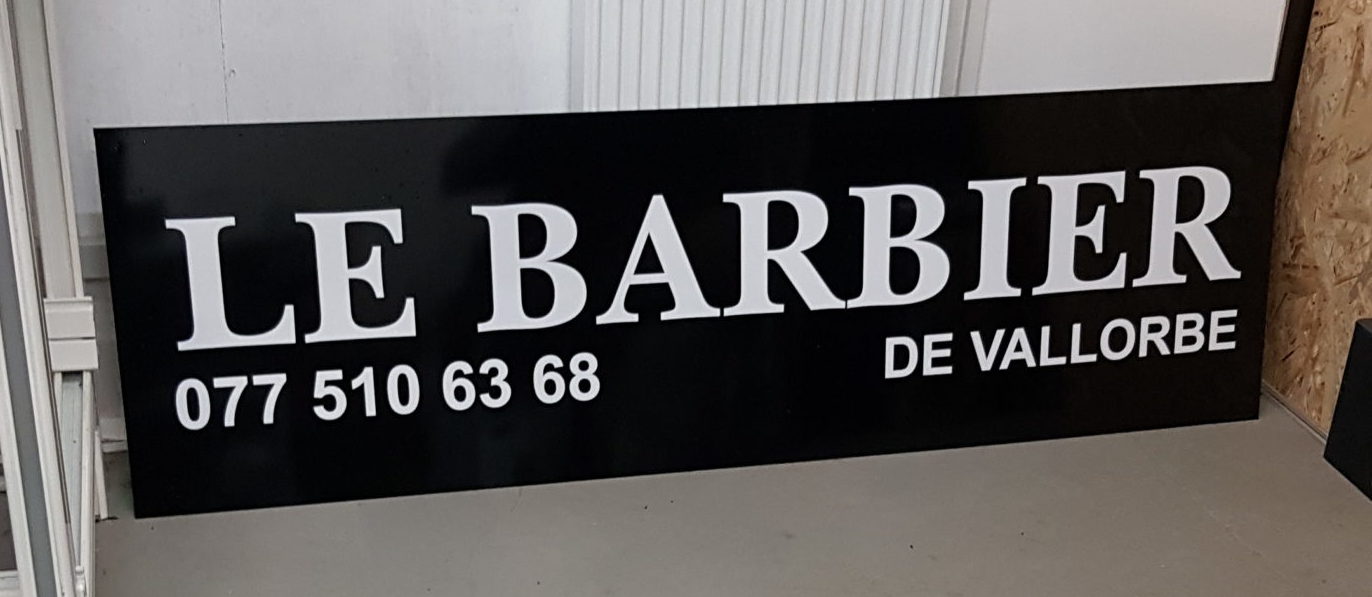 LE BARBIER
077 510 63 68 DE VALLORBE